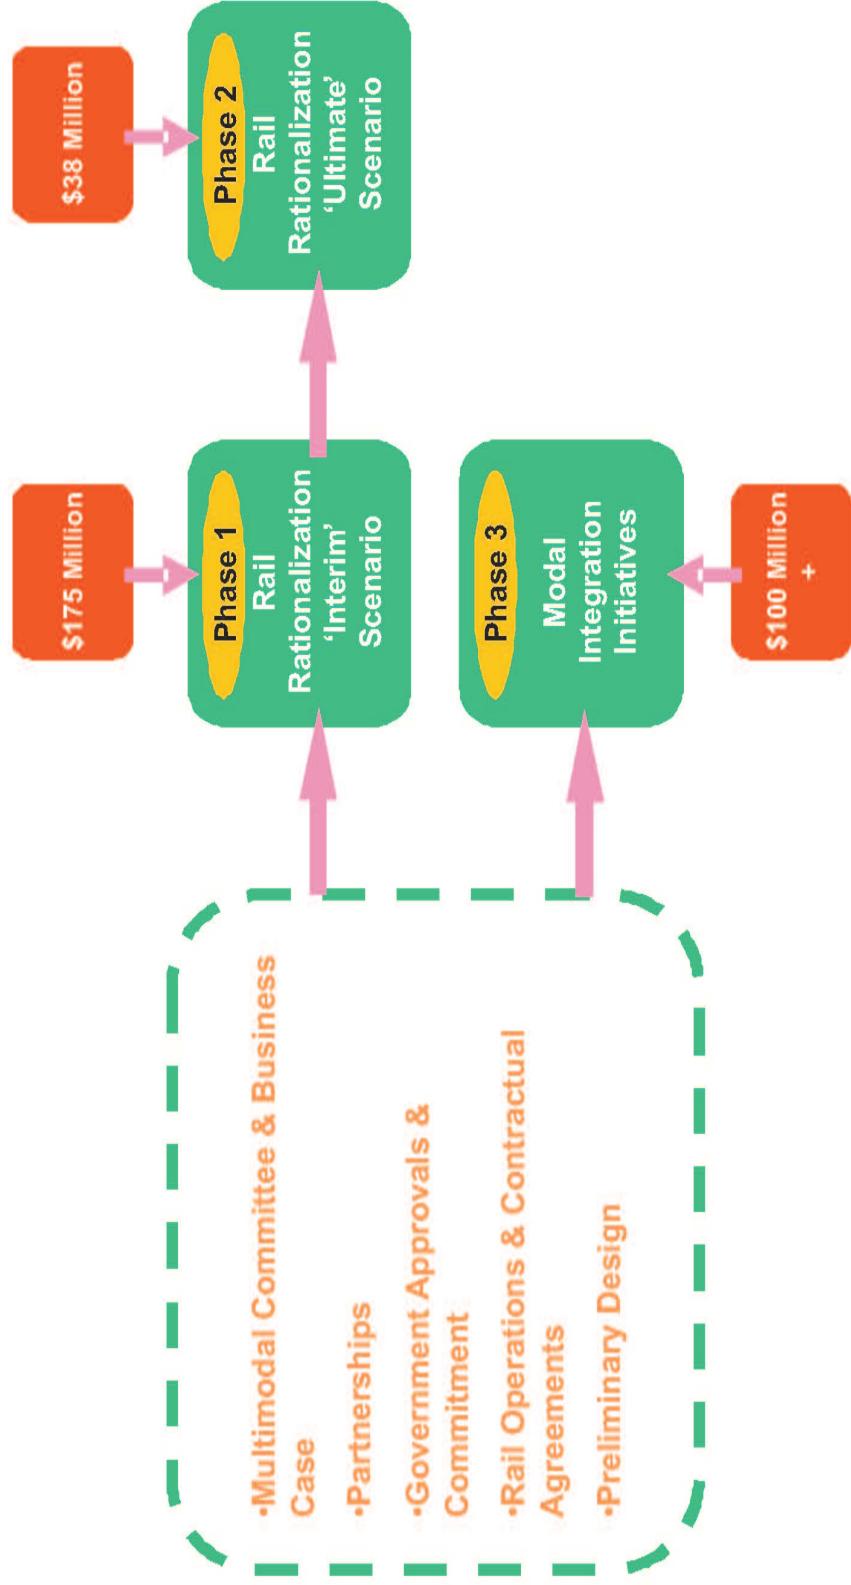 •Multimodal Committee & Business
Case
•Partnerships
•Government Approvals &
Commitment
•Rail Operations & Contractual
Agreements
•Preliminary Design
$175 Million
Phase 1
Rail
Rationalization
‘Interim’
Scenario
$38 Million
Phase 2
Rail
Rationalization
‘Ultimate’
Scenario
Phase 3
Modal
Integration
Initiatives
$100 Million
+